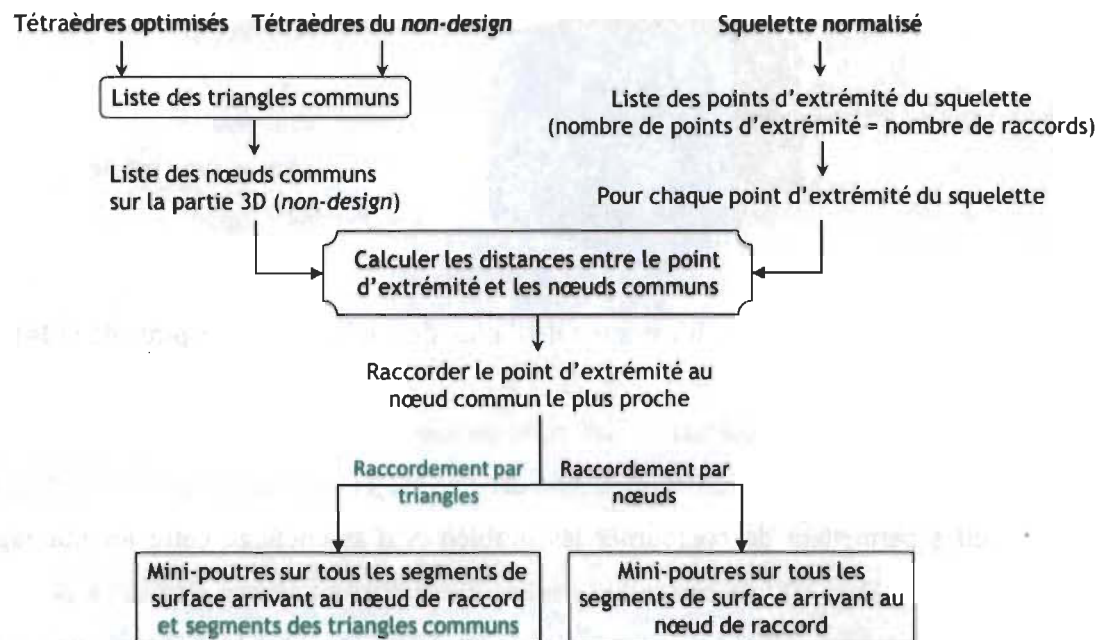 Tétraèdres optimisés Tétraèdres du non-design
Squelette normalisé
Liste des triangles communs
Liste des points d'extrémité du squelette
(nombre de points d'extrémité = nombre de raccords)
Liste des nœuds communs
sur la partie 3D (non-design)
Pour chaque point d'extrémité du squelette
Calculer les distances entre le point
d'extrémité et les nœuds communs
Raccorder le point d'extrémité au
nœud commun le plus proche
Raccordement par
triangles
Raccordement par
nœuds
Mini-poutres sur tous les segments de
surface arrivant au nœud de raccord
et segments des triangles communs
Mini-poutres sur tous les
segments de surface arrivant au
nœud de raccord